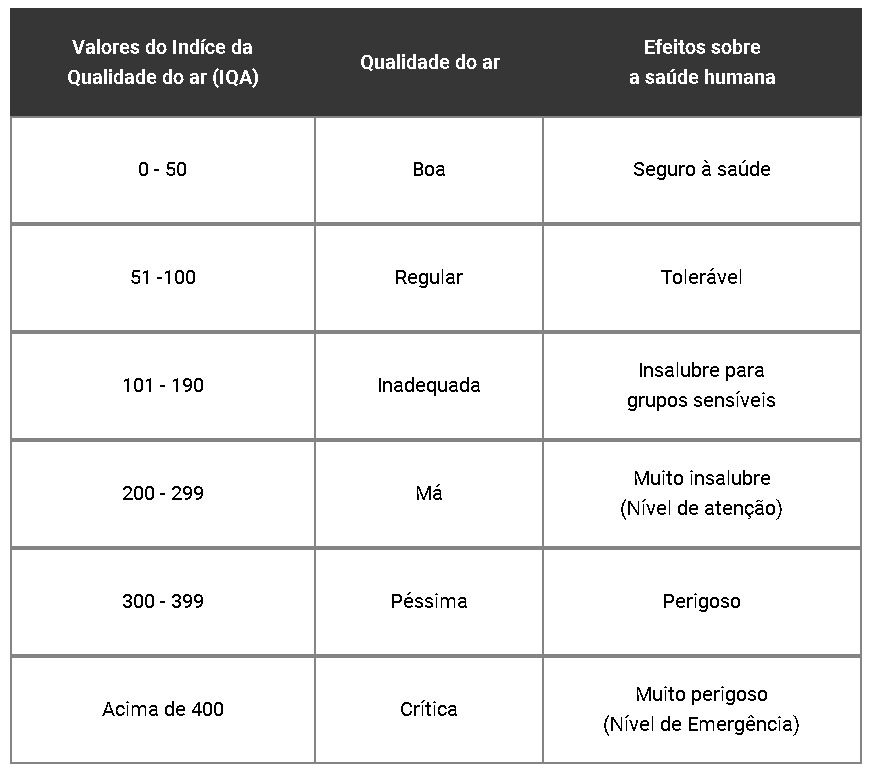 Valores do Indíce da
Qualidade do ar (IQA)
Qualidade do ar
Efeitos sobre
a saúde humana
0 - 50
Boa
Seguro à saúde
51 -100
Regular
Tolerável
101 - 190
Inadequada
Insalubre para
grupos sensíveis
200 - 299
Má
Muito insalubre
(Nível de atenção)
300 - 399
Péssima
Perigoso
Acima de 400
Crítica
Muito perigoso
(Nível de Emergência)